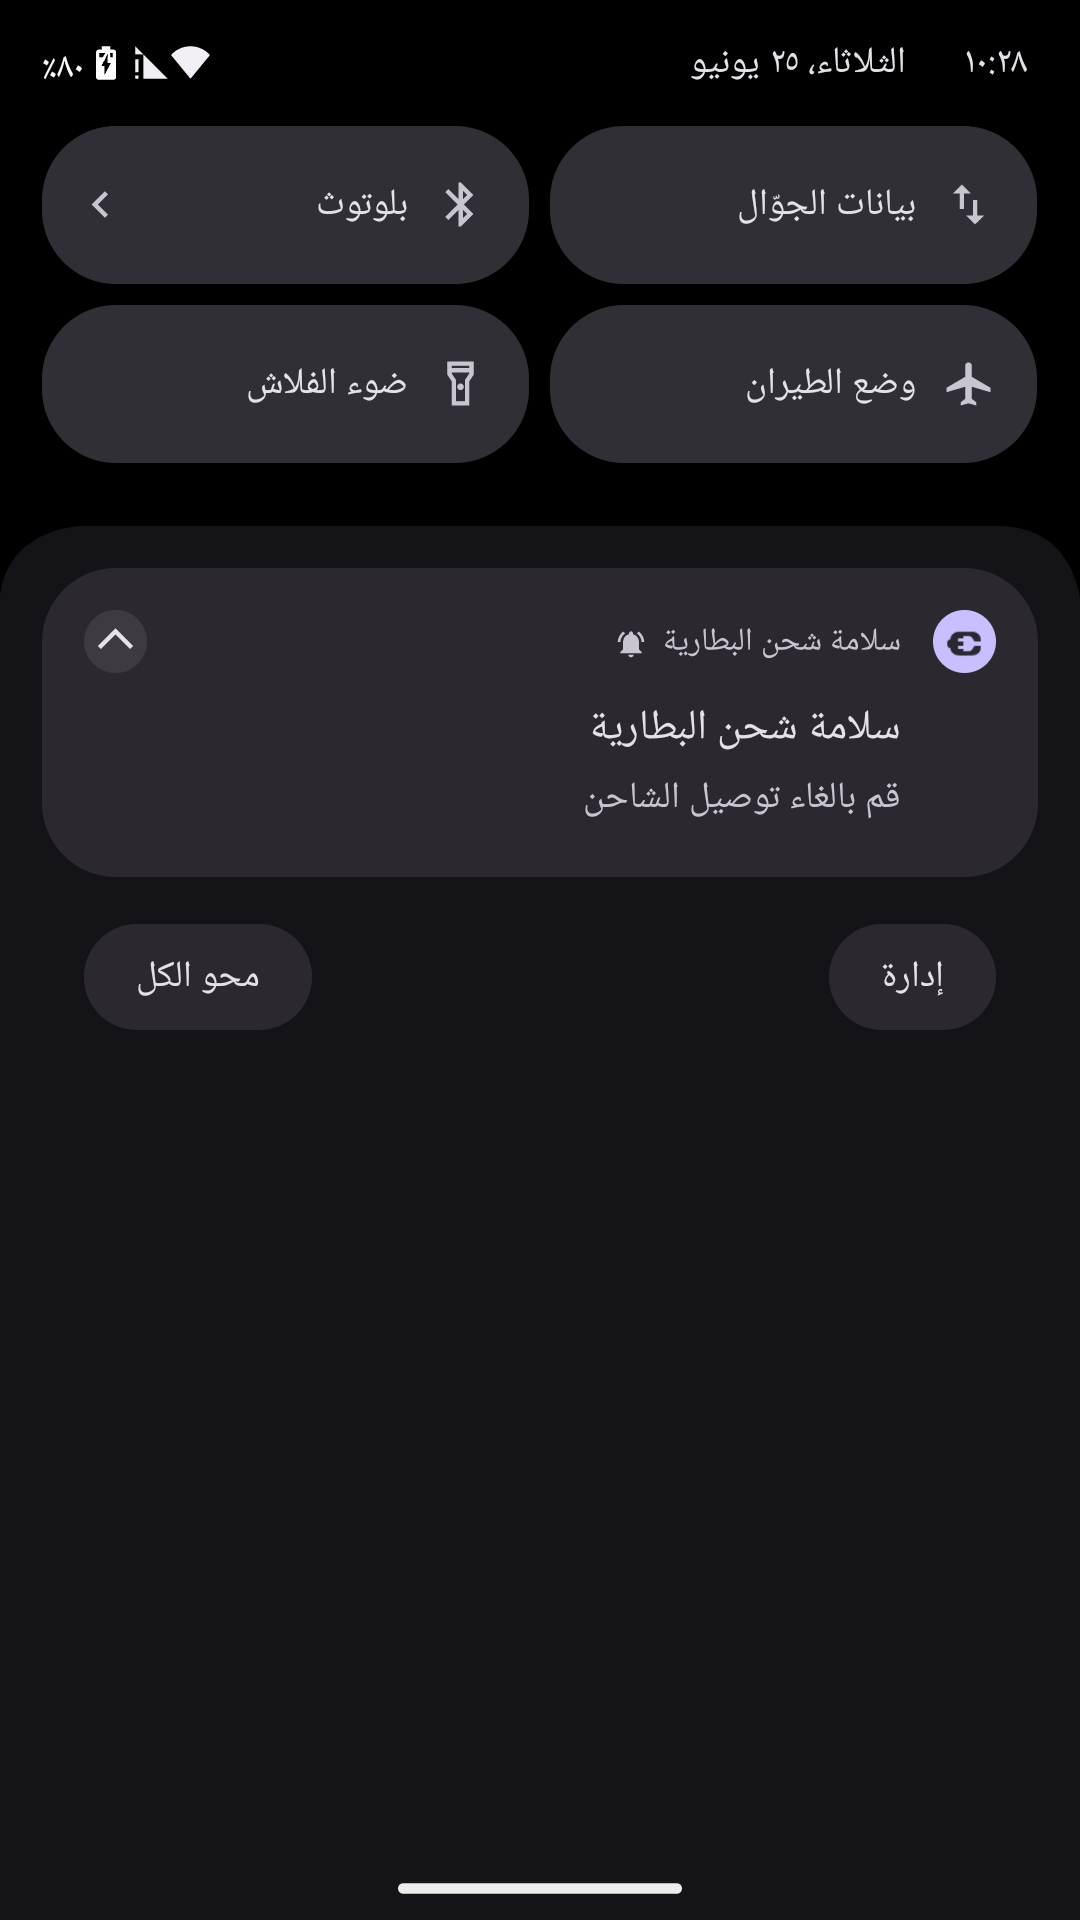 ١٠:٢٨ الثلاثاء، ٢٥ يونيو ٨٠٪
بيانات الجوّال
بلوتوث
وضع الطيران
ضوء الفلاش
سلامة شحن البطارية
سلامة شحن البطارية
قم بالغاء توصيل الشاحن
إدارة
محو الكل